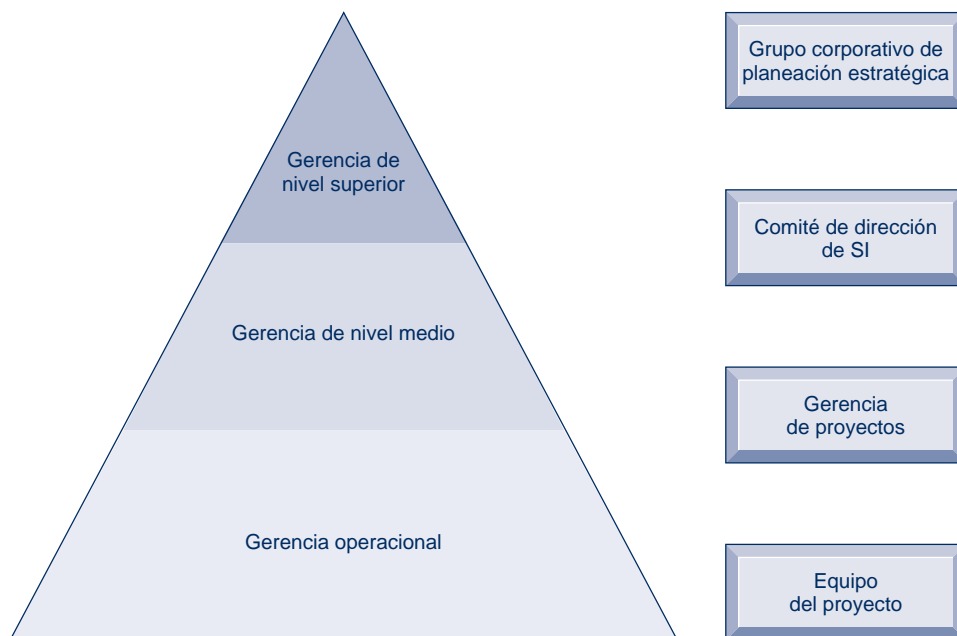 Gerencia de
nivel superior
Gerencia de nivel medio
Gerencia operacional
Grupo corporativo de
planeación estratégica
Comité de dirección
de SI
Gerencia
de proyectos
Equipo
del proyecto